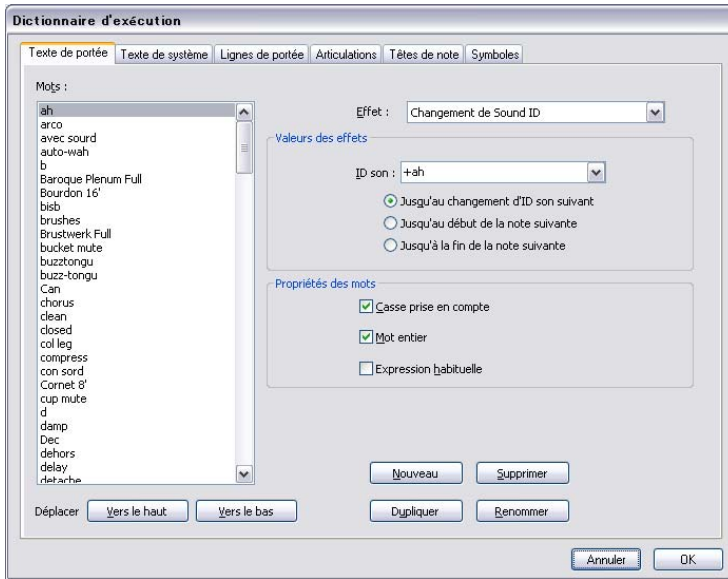 Dictionnaire d'exécution
Texte de portée Texte de système Lignes de portée Articulations Têtes de note Symboles
Mots :
ah
arco
avec sourd
auto-wah
b
Baroque Plenum Full
Bourdon 16'
bisb
brushes
Brustwerk Full
bucket mute
buzztongu
buzz-tongu
Can
chorus
clean
closed
col leg
compress
con sord
Cornet 8'
cup mute
d
damp
Dec
dehors
delay
detache
Déplacer Vers le haut Vers le bas
Effet : Changement de Sound ID
Valeurs des effets
ID son : +ah
Jusqu'au changement d'ID son suivant
Jusqu'au début de la note suivante
Jusqu'à la fin de la note suivante
Propriétés des mots
Casse prise en compte
Mot entier
Expression habituelle
Nouveau Supprimer
Dupliquer Renommer
Annuler OK